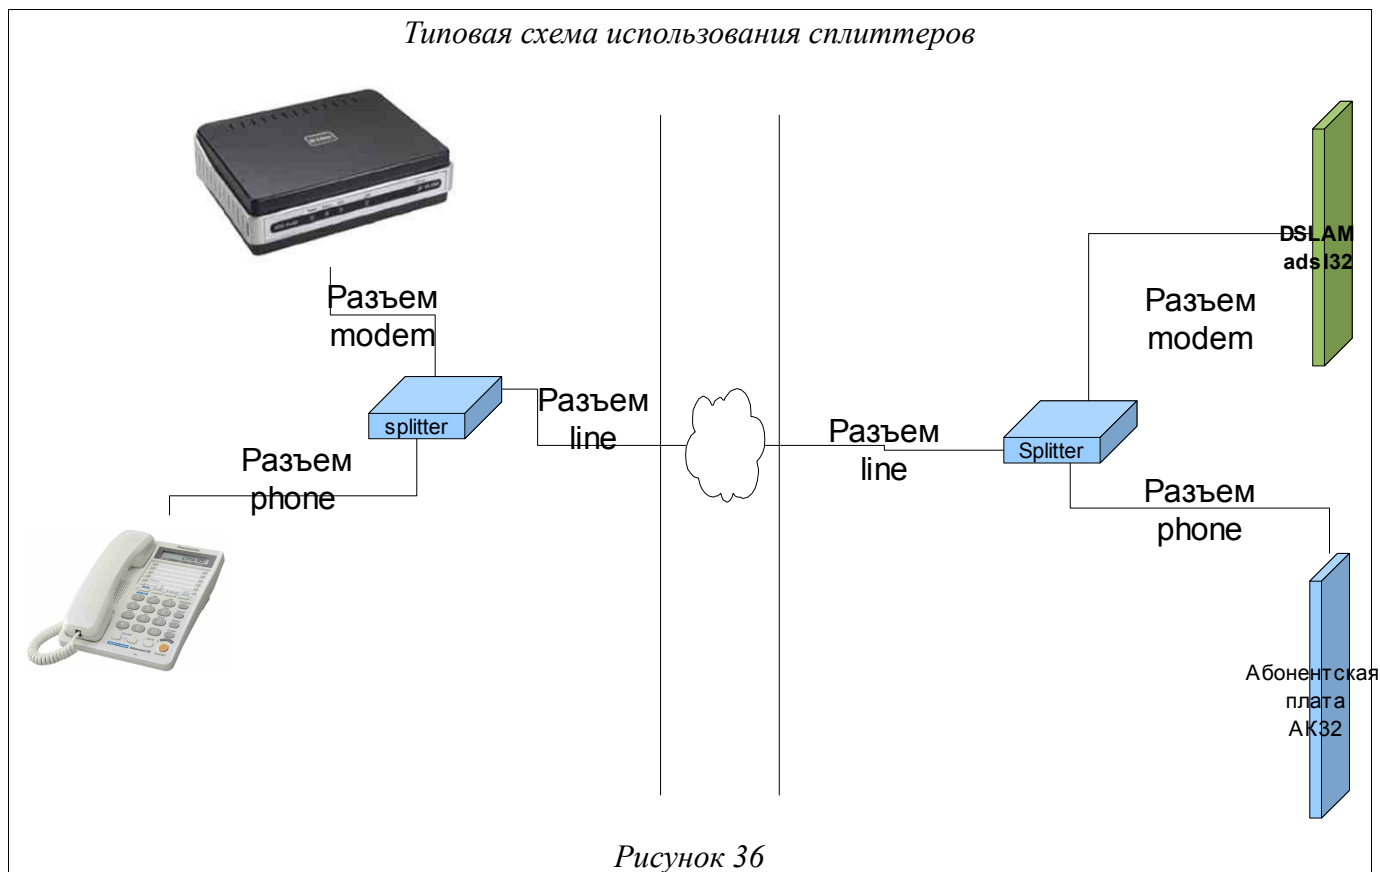 Типовая схема использования сплиттеров
DSLAM
adsl32
Разъем
modem
Разъем
modem
splitter
Разъем
line
Разъем
line
Splitter
Разъем
phone
Разъем
phone
Panasonic
Абонентская
плата
АК32
Рисунок 36